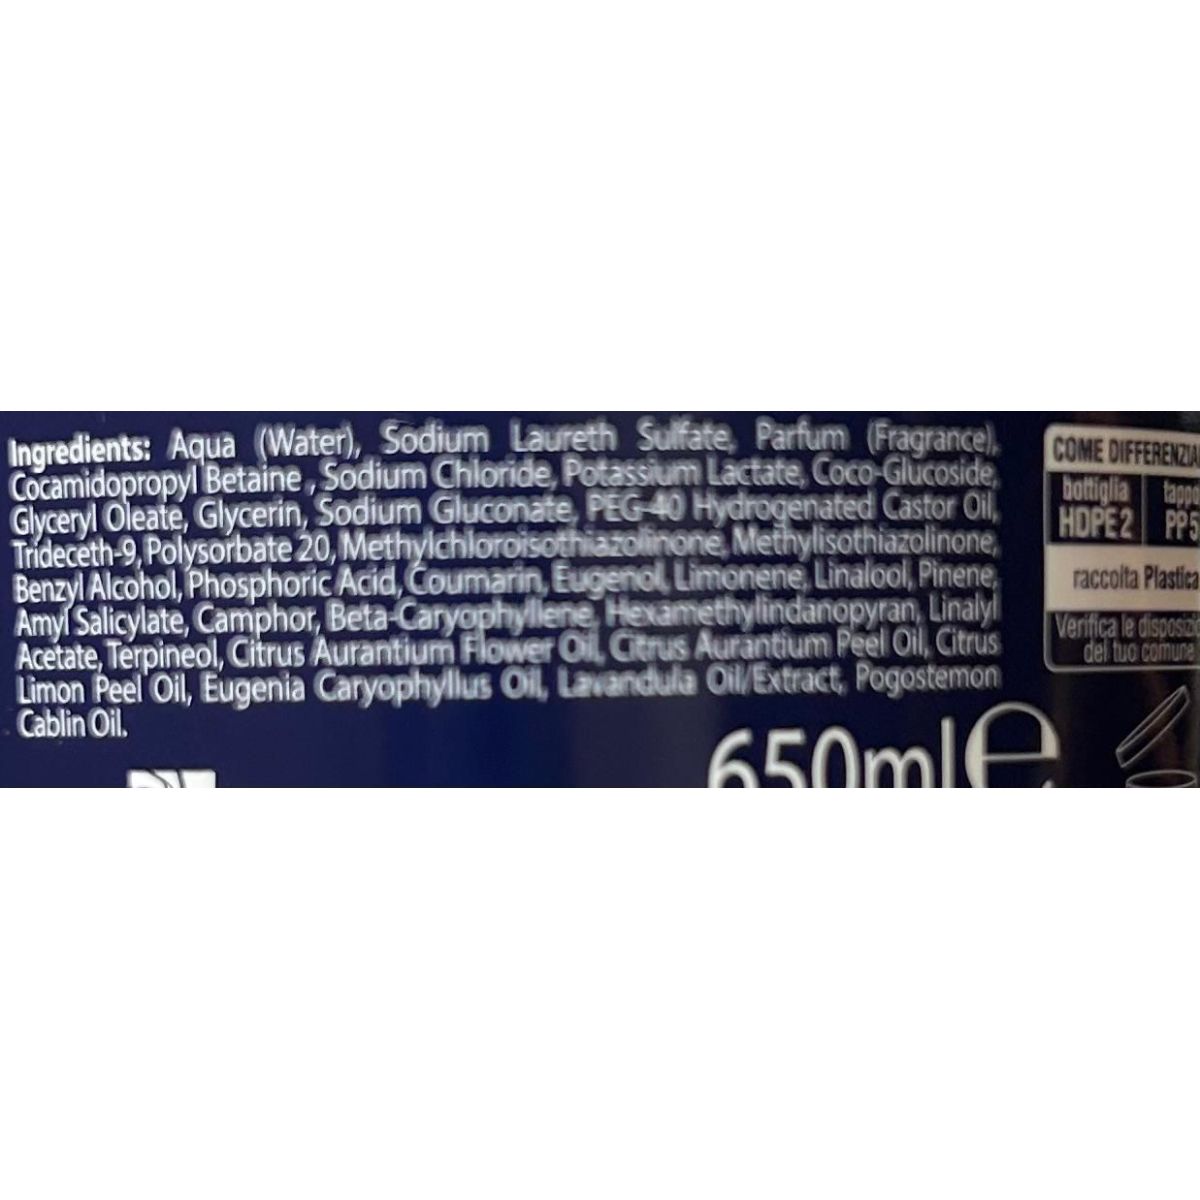 Ingredients: Aqua (Water), Sodium Laureth Sulfate, Parfum (Fragrance),
Cocamidopropyl Betaine , Sodium Chloride, Potassium Lactate, Coco-Glucoside,
Glyceryl Oleate, Glycerin, Sodium Gluconate, PEG-40 Hydrogenated Castor Oil,
Trideceth-9, Polysorbate 20, Methylchloroisothiazolinone, Methylisothiazolinone,
Benzyl Alcohol, Phosphoric Acid, Coumarin, Eugenol, Limonene, Linalool, Pinene,
Amyl Salicylate, Camphor, Beta-Caryophyllene, Hexamethylindanopyran, Linalyl
Acetate, Terpineol, Citrus Aurantium Flower Oil, Citrus Aurantium Peel Oil, Citrus
Limon Peel Oil, Eugenia Caryophyllus Oil, Lavandula Oil/Extract, Pogostemon
Cablin Oil.
650ml e
COME DIFFERENZIA
bottiglia
HDPE 2
tapp
PP 5
raccolta Plastica
Verifica le disposiz
del tuo comune